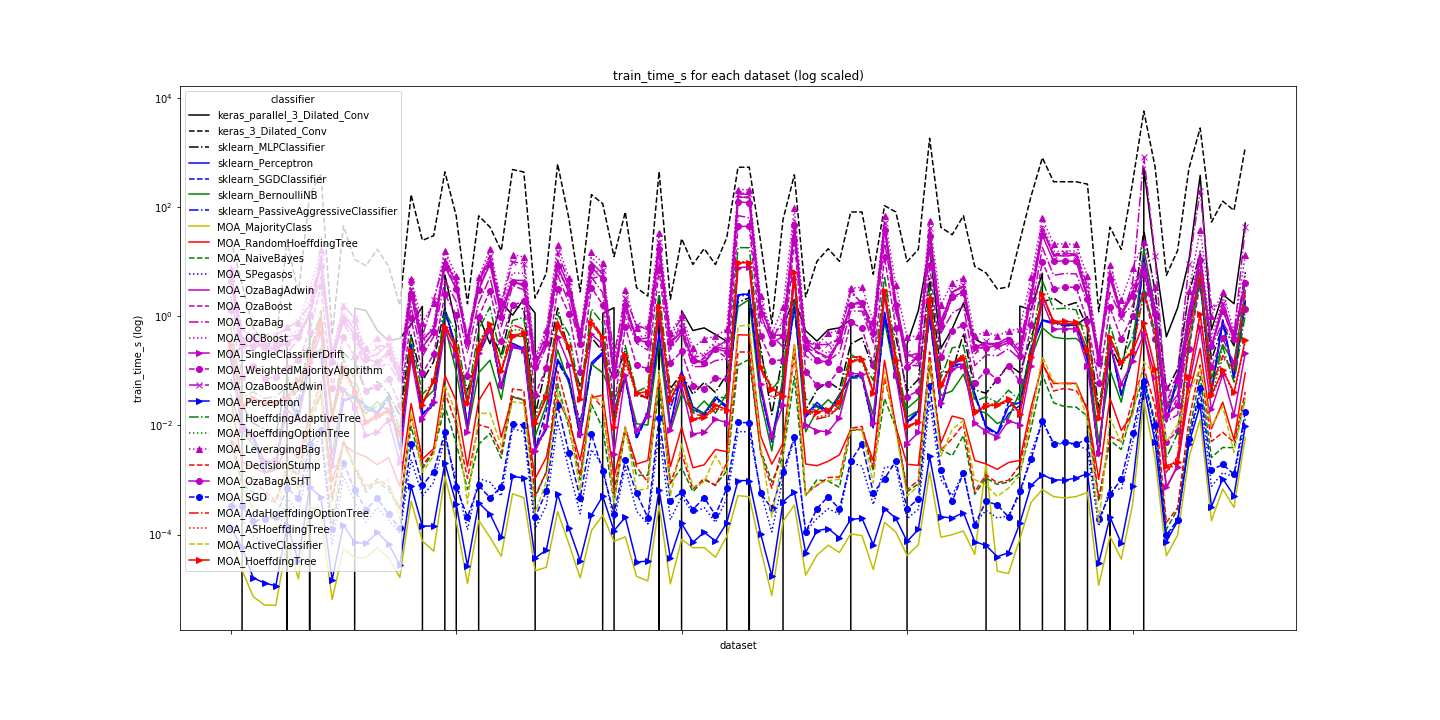 train_time_s for each dataset (log scaled)
train_time_s (log)
10⁴
10²
10⁰
10⁻²
10⁻⁴
classifier
keras_parallel_3_Dilated_Conv
keras_3_Dilated_Conv
sklearn_MLPClassifier
sklearn_Perceptron
sklearn_SGDClassifier
sklearn_BernoulliNB
sklearn_PassiveAggressiveClassifier
MOA_MajorityClass
MOA_RandomHoeffdingTree
MOA_NaiveBayes
MOA_SPegasos
MOA_OzaBagAdwin
MOA_OzaBoost
MOA_OzaBag
MOA_OCBoost
MOA_SingleClassifierDrift
MOA_WeightedMajorityAlgorithm
MOA_OzaBoostAdwin
MOA_Perceptron
MOA_HoeffdingAdaptiveTree
MOA_HoeffdingOptionTree
MOA_LeveragingBag
MOA_DecisionStump
MOA_OzaBagASHT
MOA_SGD
MOA_AdaHoeffdingOptionTree
MOA_ASHoeffdingTree
MOA_ActiveClassifier
MOA_HoeffdingTree
dataset